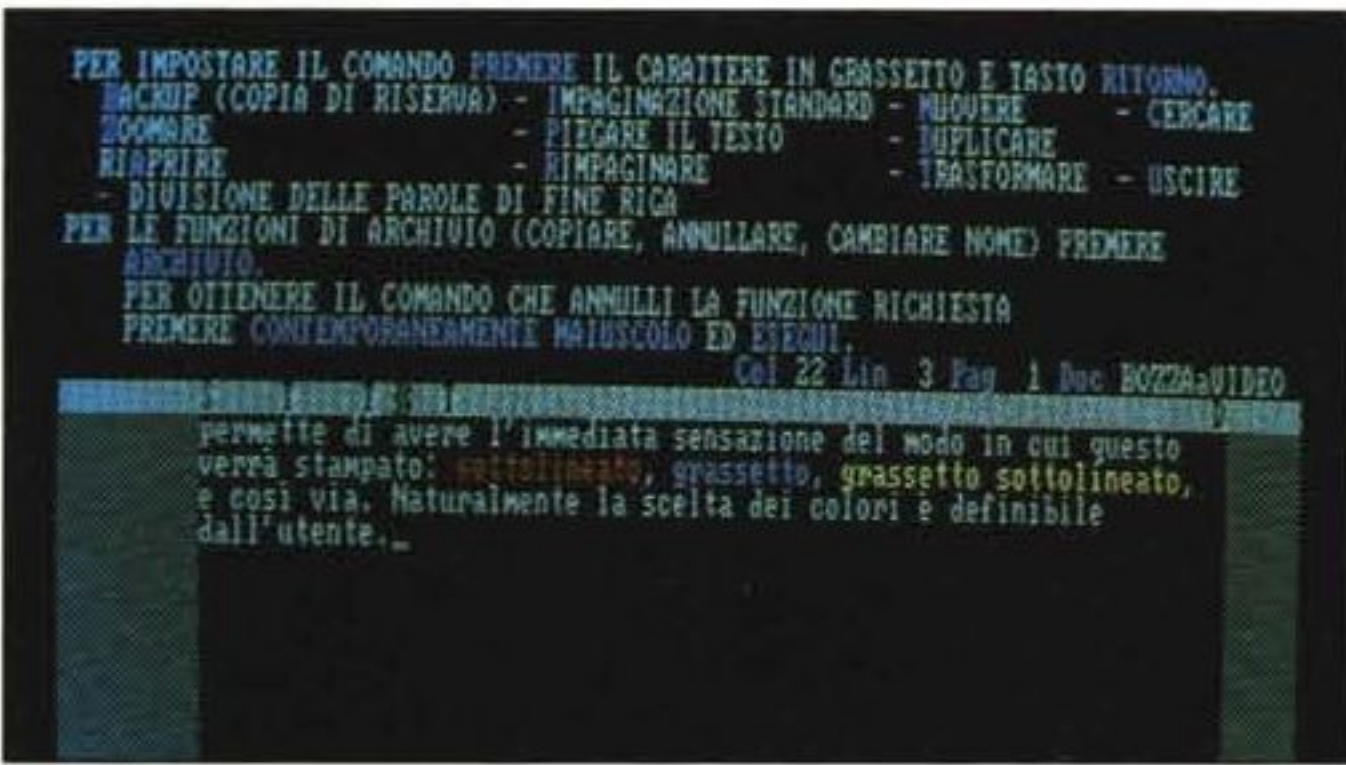 PER IMPOSTARE IL COMANDO PREMERE IL CARATTERE IN GRASSETTO E TASTO RITORNO.
BACKUP (COPIA DI RISERVA) - IMPAGINAZIONE STANDARD - MUOVERE - CERCARE
ZOOMARE - PIEGARE IL TESTO - DUPLICARE
RIAPRIRE - RIMPAGINARE - TRASFORMARE - USCIRE
- DIVISIONE DELLE PAROLE DI FINE RIGA
PER LE FUNZIONI DI ARCHIVIO (COPIARE, ANNULLARE, CAMBIARE NOME) PREMERE
ARCHIVIO.
PER OTTENERE IL COMANDO CHE ANNULLI LA FUNZIONE RICHIESTA
PREMERE CONTEMPORANEAMENTE MAIUSCOLO ED ESEGUI.
Col 22 Lin 3 Pag 1 Doc BOZZAaVIDEO
permette di avere l'immediata sensazione del modo in cui questo
verrà stampato: sottolineato, grassetto, grassetto sottolineato,
e così via. Naturalmente la scelta dei colori è definibile
dall'utente._